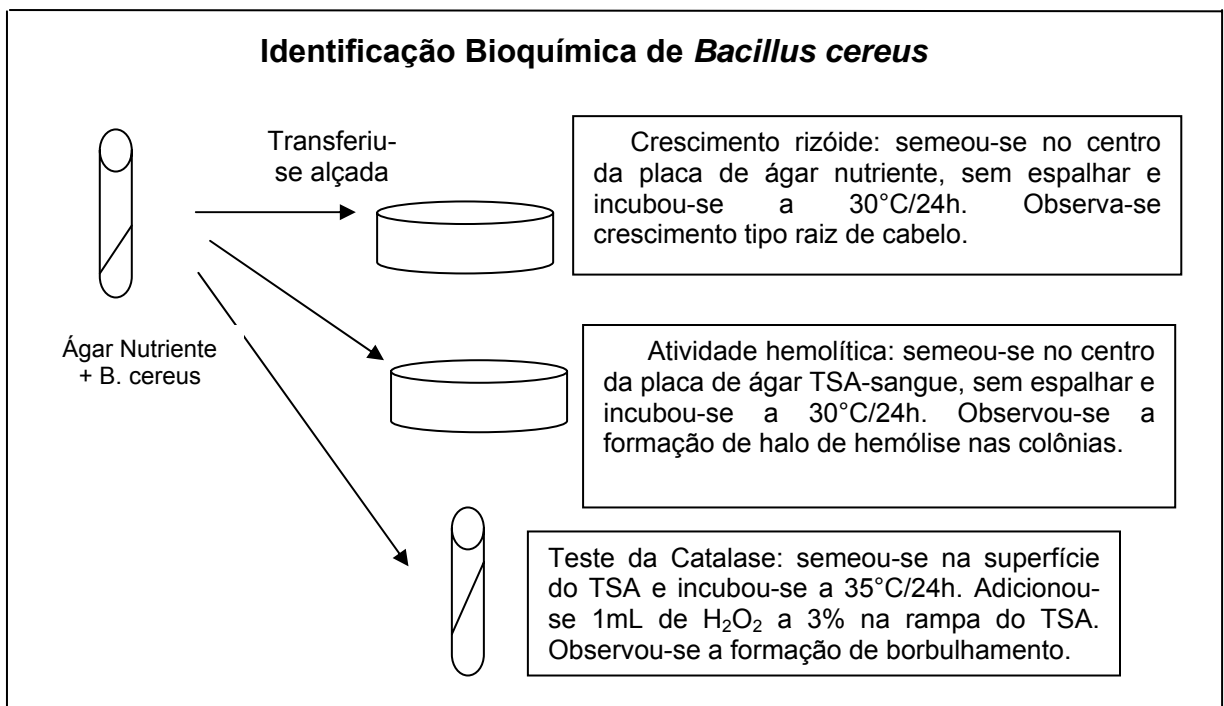 Identificação Bioquímica de Bacillus cereus
Transferiu-
se alçada
Crescimento rizóide: semeou-se no centro
da placa de ágar nutriente, sem espalhar e
incubou-se a 30°C/24h. Observa-se
crescimento tipo raiz de cabelo.
Ágar Nutriente
+ B. cereus
Atividade hemolítica: semeou-se no centro
da placa de ágar TSA-sangue, sem espalhar e
incubou-se a 30°C/24h. Observou-se a
formação de halo de hemólise nas colônias.
Teste da Catalase: semeou-se na superfície
do TSA e incubou-se a 35°C/24h. Adicionou-
se 1mL de H₂O₂ a 3% na rampa do TSA.
Observou-se a formação de borbulhamento.